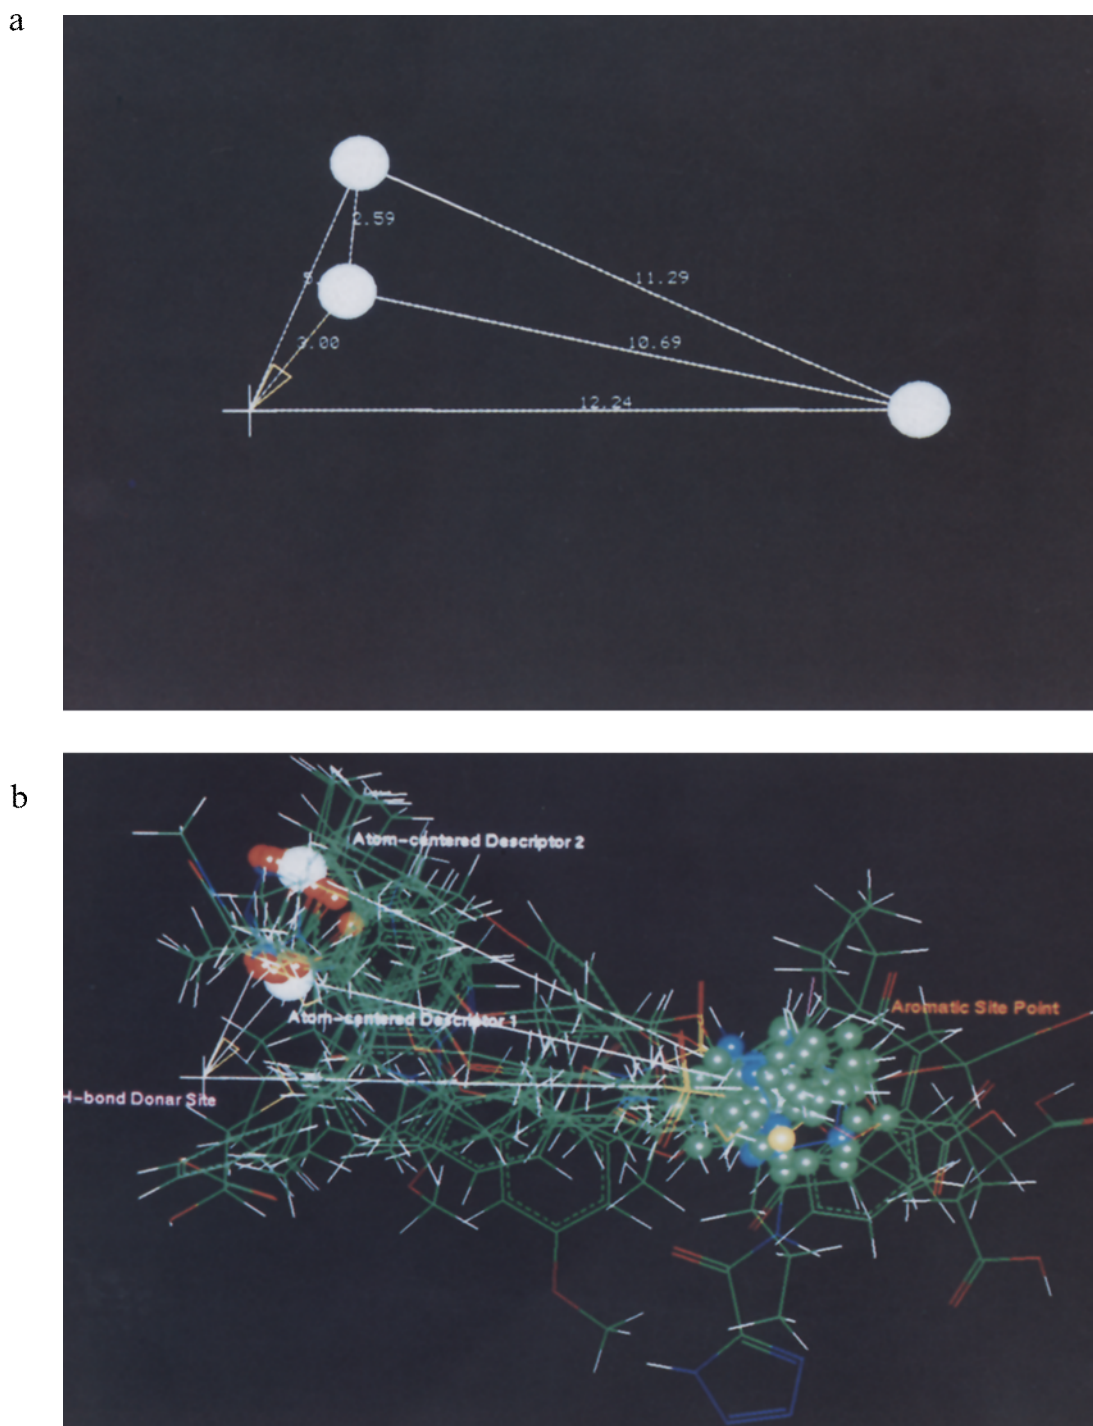 a
2.59
5.
11.29
3.00
10.69
12.24
b
Atom-centered Descriptor 2
Aromatic Site Point
Atom-centered Descriptor 1
H-bond Donar Site